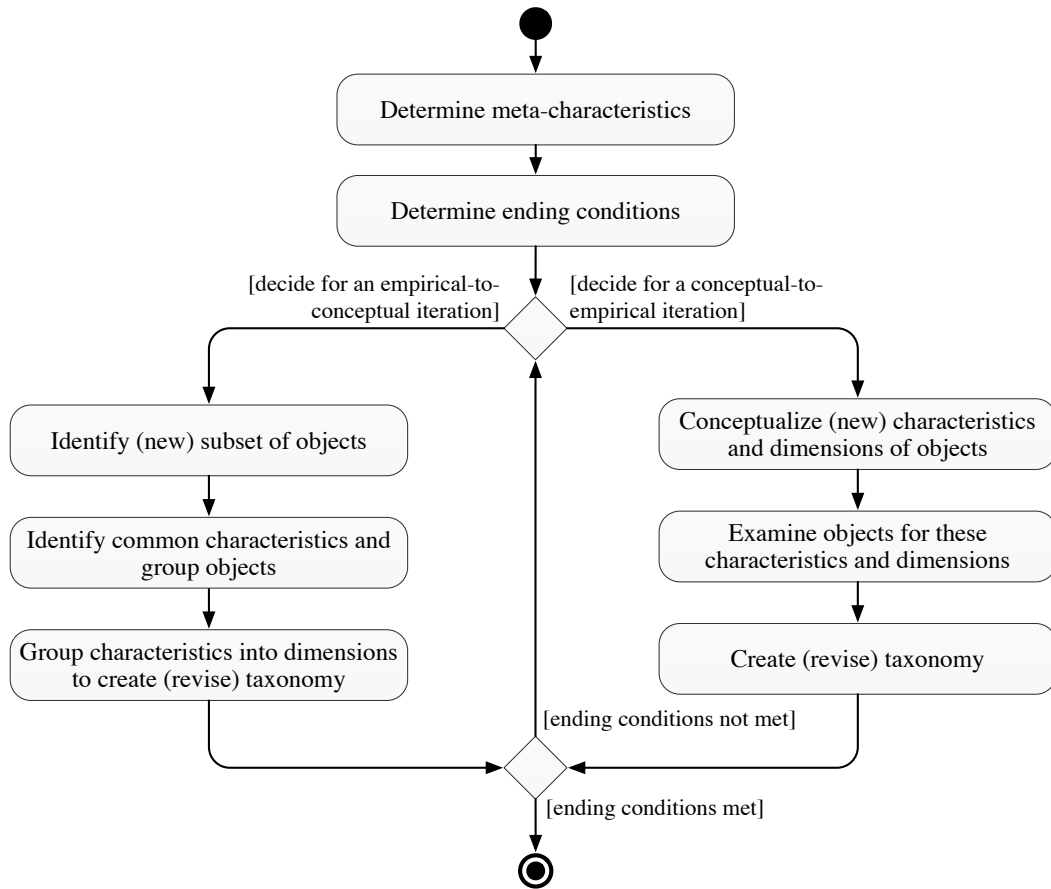 Determine meta-characteristics
Determine ending conditions
[decide for an empirical-to-
conceptual iteration]
[decide for a conceptual-to-
empirical iteration]
Identify (new) subset of objects
Identify common characteristics and
group objects
Group characteristics into dimensions
to create (revise) taxonomy
Conceptualize (new) characteristics
and dimensions of objects
Examine objects for these
characteristics and dimensions
Create (revise) taxonomy
[ending conditions not met]
[ending conditions met]